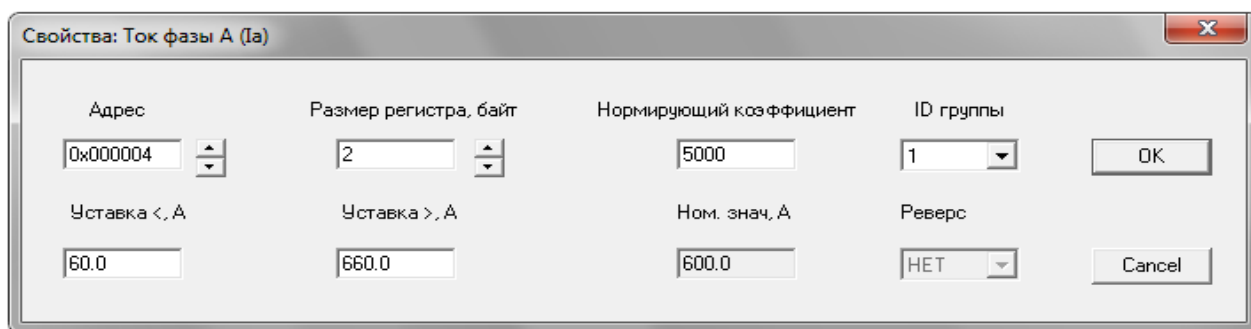 Свойства: Ток фазы A (Ia)
Адрес Размер регистра, байт Нормирующий коэффициент ID группы
0x000004 2 5000 1 OK
Уставка <, А Уставка >, А Ном. знач, А Реверс
60.0 660.0 600.0 НЕТ Cancel